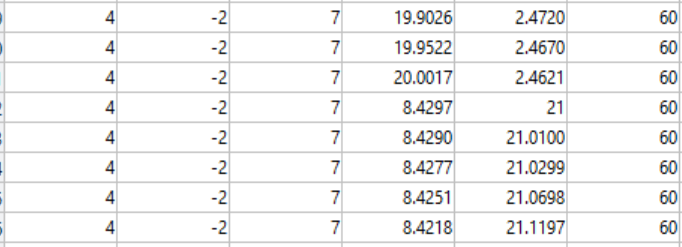 4 -2 7 19.9026 2.4720 60
4 -2 7 19.9522 2.4670 60
4 -2 7 20.0017 2.4621 60
4 -2 7 8.4297 21 60
4 -2 7 8.4290 21.0100 60
4 -2 7 8.4277 21.0299 60
4 -2 7 8.4251 21.0698 60
4 -2 7 8.4218 21.1197 60